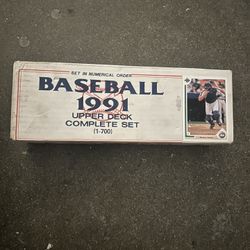 SET IN NUMERICAL ORDER
BASEBALL
1991
UPPER DECK
COMPLETE SET
(1-700)